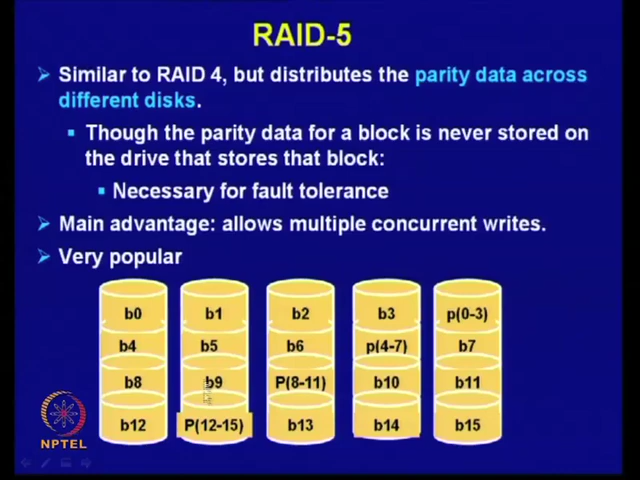 RAID-5
Similar to RAID 4, but distributes the parity data across
different disks.
Though the parity data for a block is never stored on
the drive that stores that block:
Necessary for fault tolerance
Main advantage: allows multiple concurrent writes.
Very popular
b0 b1 b2 b3 p(0-3)
b4 b5 b6 p(4-7) b7
b8 b9 P(8-11) b10 b11
b12 P(12-15) b13 b14 b15
NPTEL